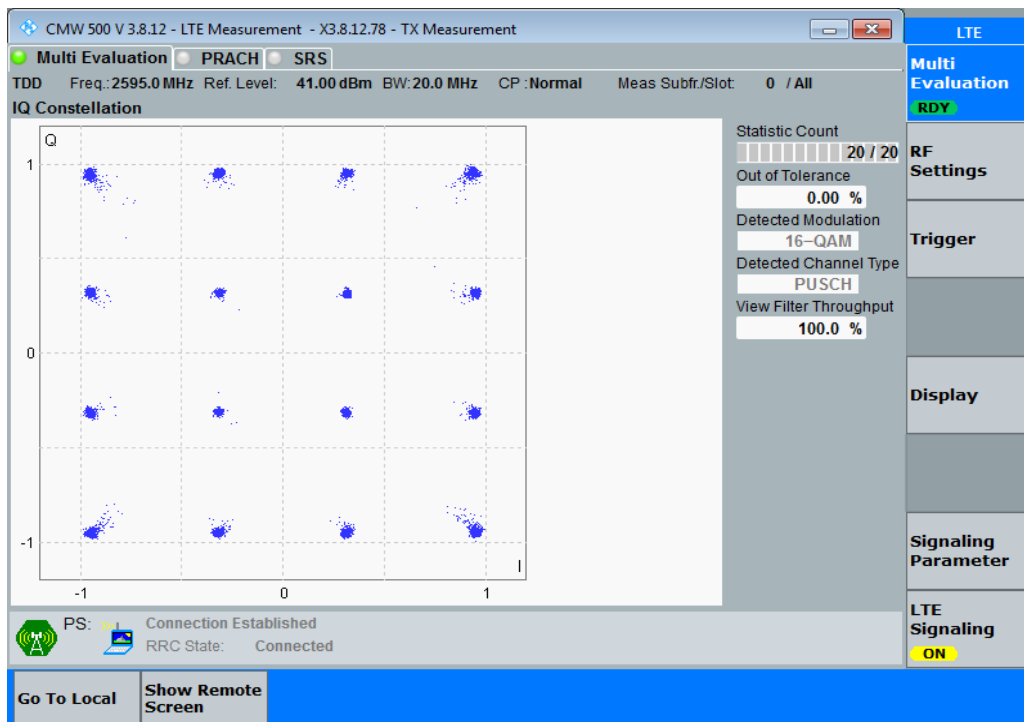 CMW 500 V 3.8.12 - LTE Measurement - X3.8.12.78 - TX Measurement
LTE
Multi Evaluation PRACH SRS
TDD Freq.: 2595.0 MHz Ref. Level: 41.00 dBm BW: 20.0 MHz CP : Normal Meas Subfr./Slot: 0 / All
IQ Constellation
Q
1
0
-1
I
-1 0 1
Statistic Count
20 / 20
Out of Tolerance
0.00 %
Detected Modulation
16-QAM
Detected Channel Type
PUSCH
View Filter Throughput
100.0 %
Multi
Evaluation
RDY
RF
Settings
Trigger
Display
Signaling
Parameter
LTE
Signaling
ON
PS: Connection Established
RRC State: Connected
Go To Local
Show Remote
Screen